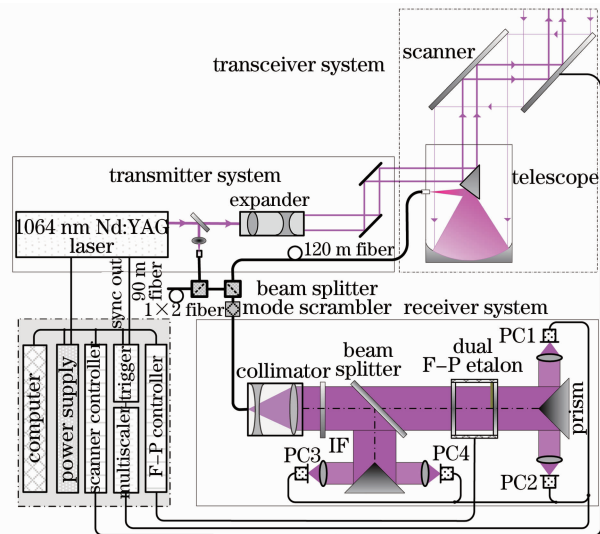 scanner
transceiver system
transmitter system
telescope
expander
1064 nm Nd:YAG
laser
120 m fiber
sync out
90 m
fiber
1×2 fiber
beam splitter
mode scrambler
receiver system
PC1
dual
F-P etalon
beam
splitter
collimator
prism
IF
PC3
PC4
PC2
computer
power supply
scanner controller
trigger
multiscaler
F-P controller